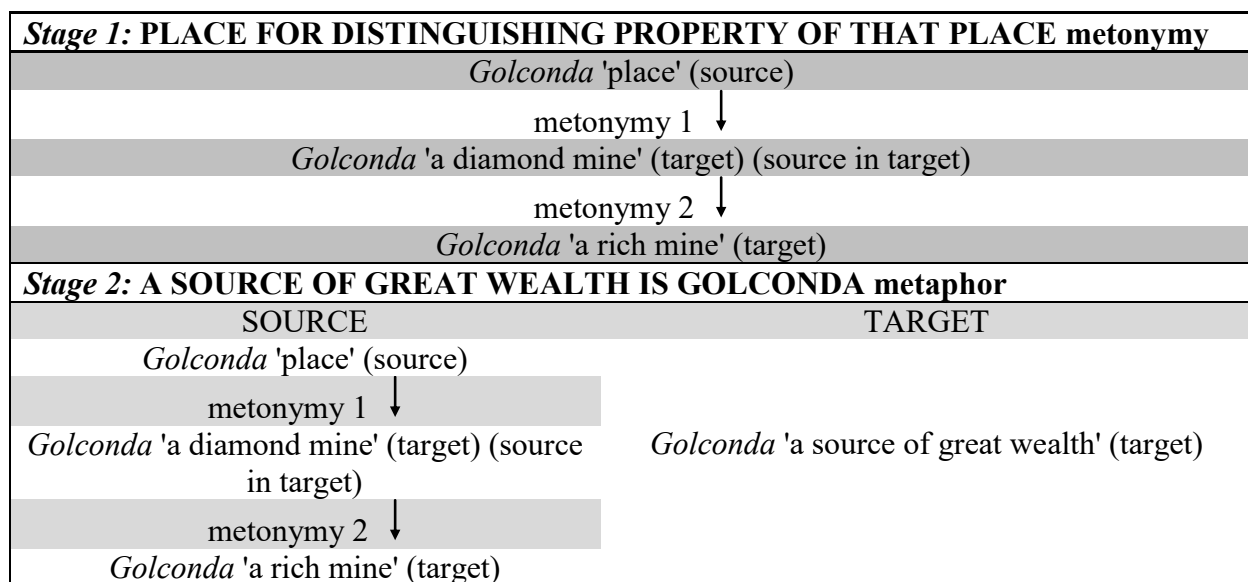 Stage 1: PLACE FOR DISTINGUISHING PROPERTY OF THAT PLACE metonymy
Golconda 'place' (source)
metonymy 1
Golconda 'a diamond mine' (target) (source in target)
metonymy 2
Golconda 'a rich mine' (target)
Stage 2: A SOURCE OF GREAT WEALTH IS GOLCONDA metaphor
SOURCE
TARGET
Golconda 'place' (source)
metonymy 1
Golconda 'a diamond mine' (target) (source
in target)
metonymy 2
Golconda 'a rich mine' (target)
Golconda 'a source of great wealth' (target)